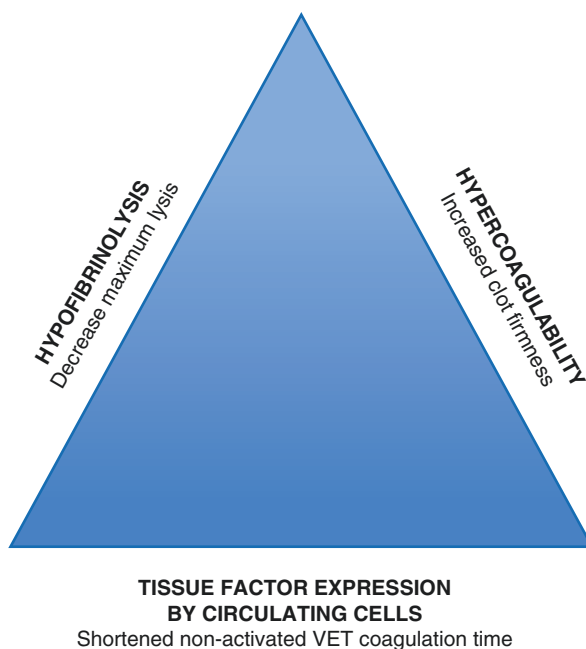 HYPOFIBRINOLYSIS
Decrease maximum lysis
HYPERCOAGULABILITY
Increased clot firmness
TISSUE FACTOR EXPRESSION
BY CIRCULATING CELLS
Shortened non-activated VET coagulation time